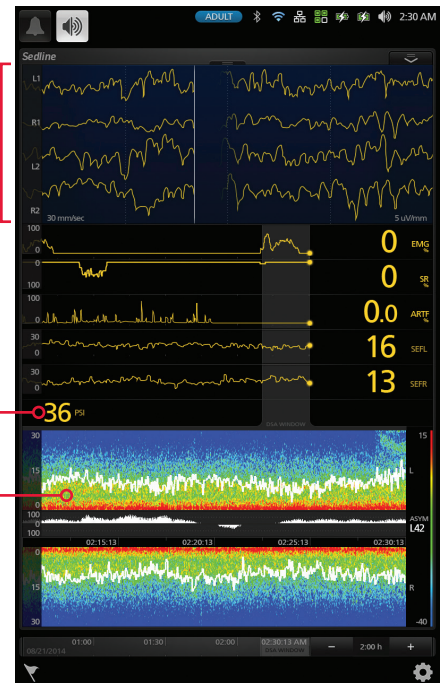 ADULT 2:30 AM
Sedline
L1
R1
L2
R2
30 mm/sec 5 uV/mm
100
0
0 EMG %
0
100
0 SR %
100
0
0.0 ARTF %
30
0
16 SEFL
30
0
13 SEFR
36 PSI
DSA WINDOW
30 15
15 L
0
100
0
100
ASYM
L42
02:15:13 02:20:13 02:25:13 02:30:13
0
15 R
30 -40
01:00 01:30 02:00 02:30:13 AM
08/21/2014 DSA WINDOW - 2:00 h +